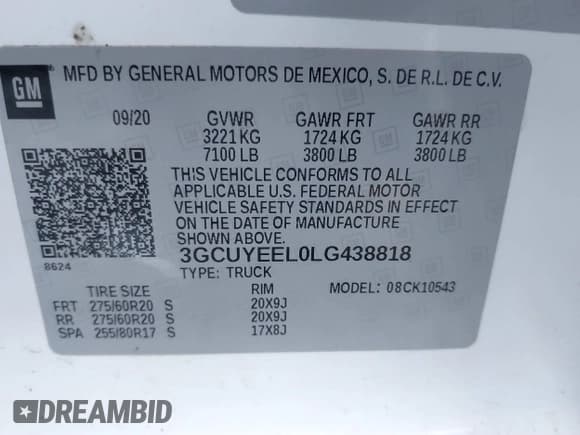 GM
MFD BY GENERAL MOTORS DE MEXICO, S. DE R.L. DE C.V.
09/20 GVWR GAWR FRT GAWR RR
3221 KG 1724 KG 1724 KG
7100 LB 3800 LB 3800 LB
THIS VEHICLE CONFORMS TO ALL
APPLICABLE U.S. FEDERAL MOTOR
VEHICLE SAFETY STANDARDS IN EFFECT
ON THE DATE OF MANUFACTURE
SHOWN ABOVE.
8624
3GCUYEEL0LG438818
TYPE: TRUCK
TIRE SIZE RIM MODEL: 08CK10543
FRT 275/60R20 S 20X9J
RR 275/60R20 S 20X9J
SPA 255/80R17 S 17X8J
DREAMBID